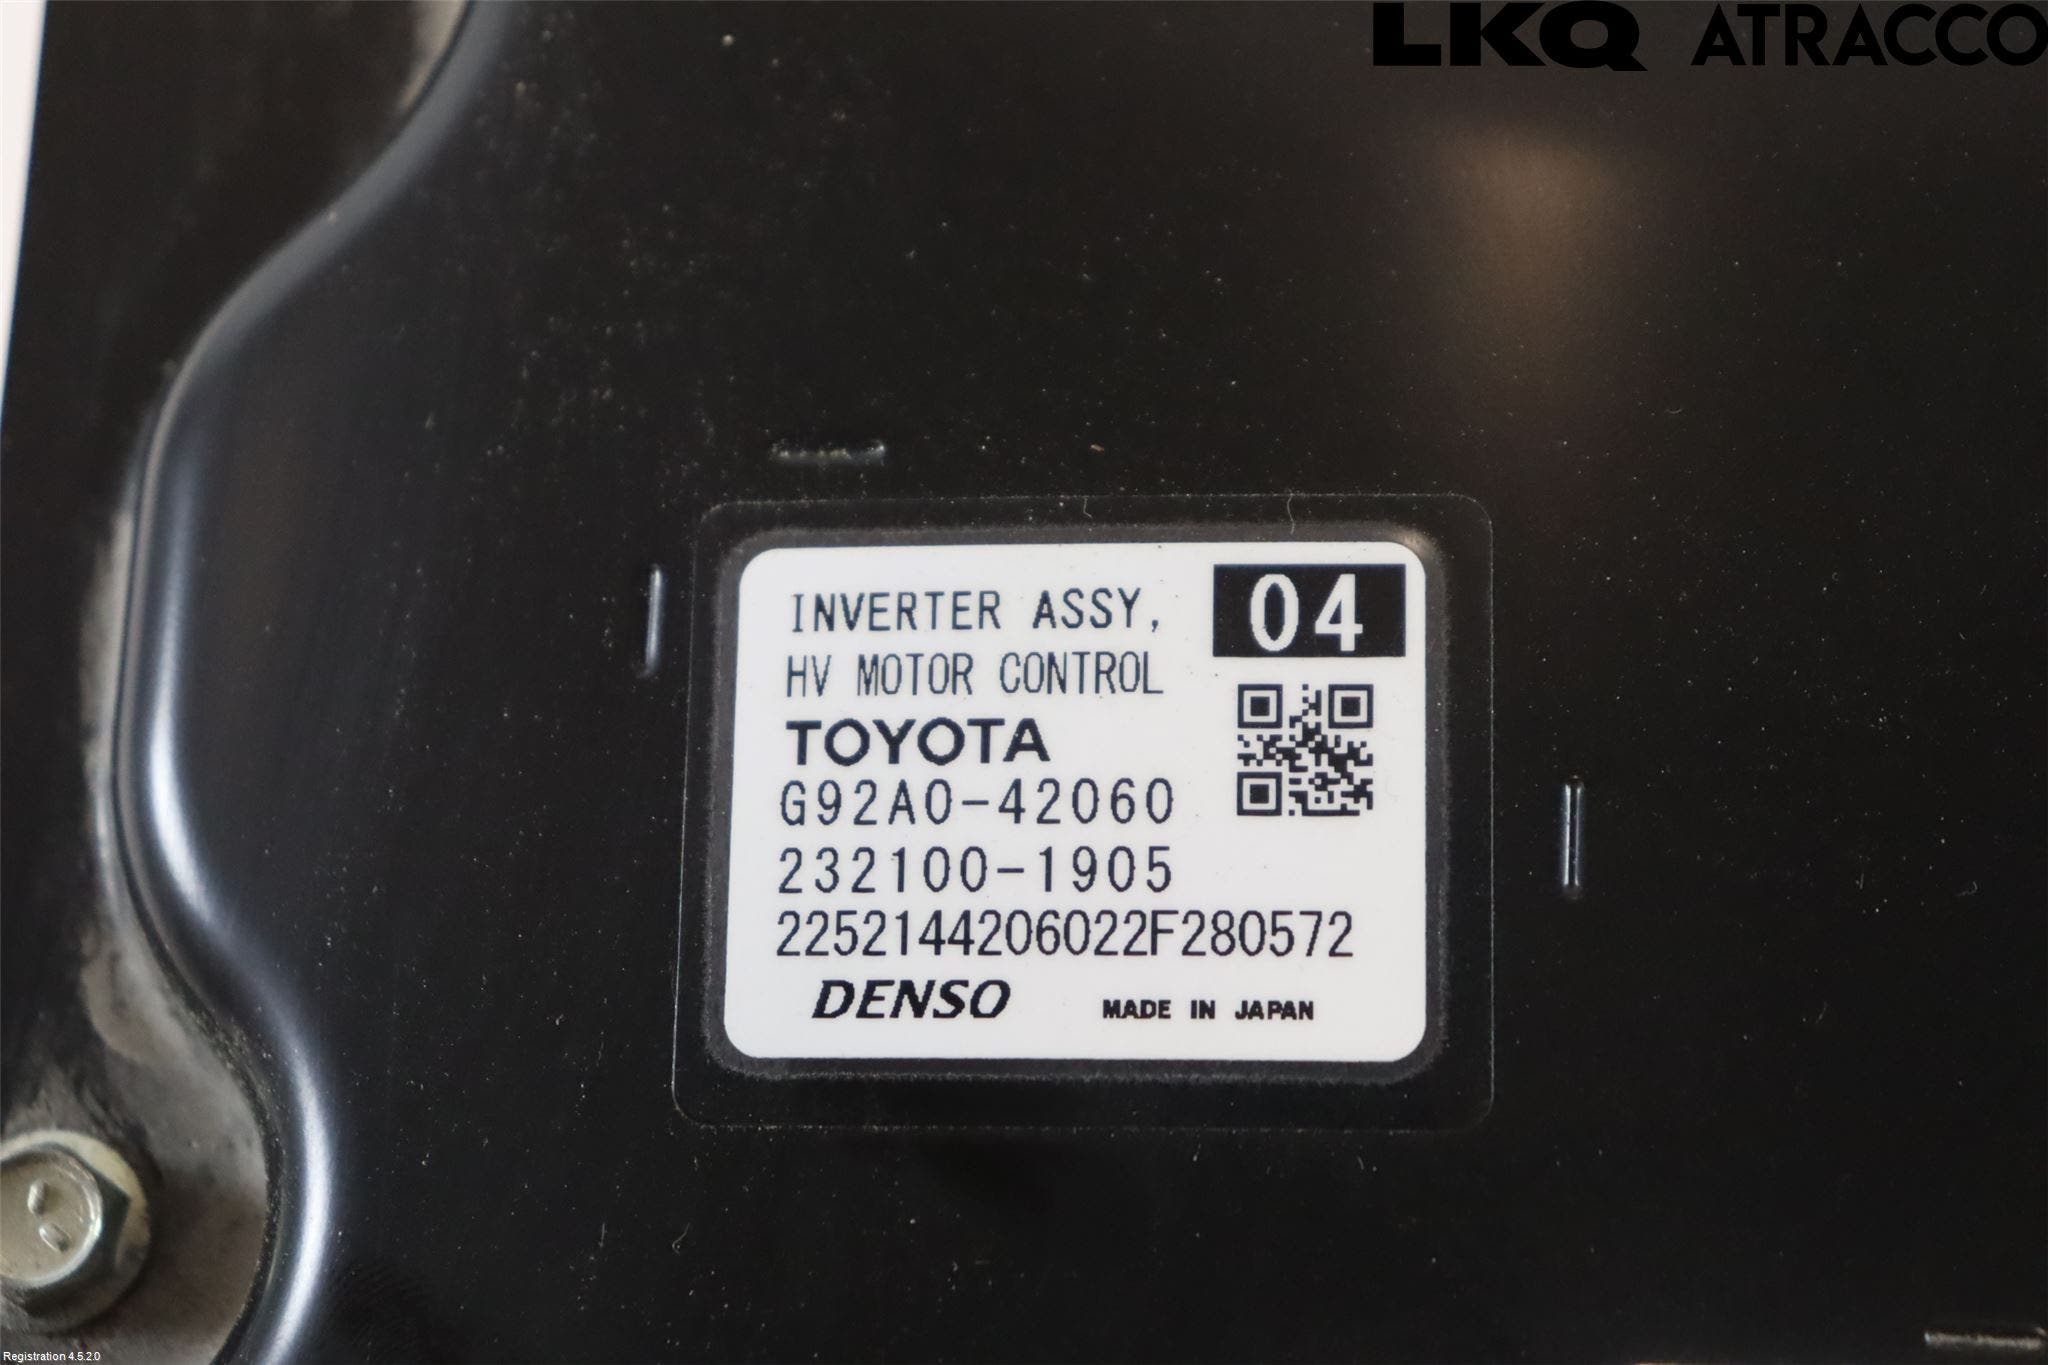 LKQ ATRACCO
INVERTER ASSY,
04
HV MOTOR CONTROL
TOYOTA
G92A0-42060
232100-1905
2252144206022F280572
DENSO MADE IN JAPAN
Registration 4.5.2.0